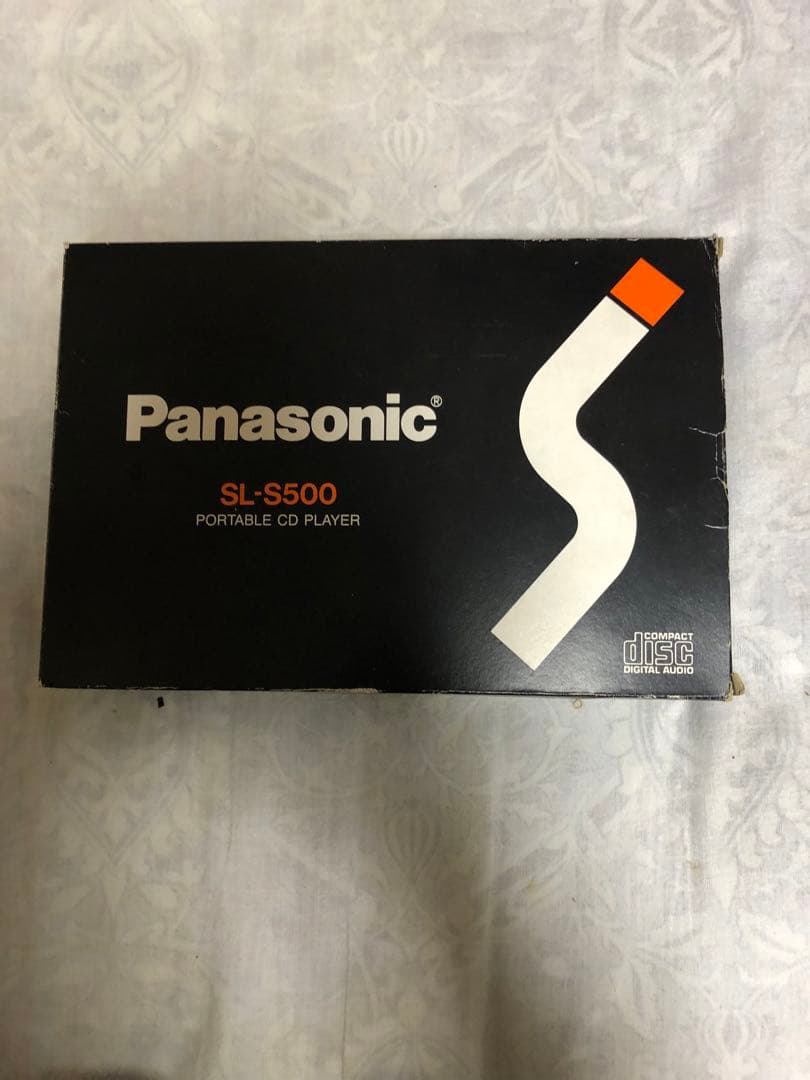 Panasonic®
SL-S500
PORTABLE CD PLAYER
COMPACT
disc
DIGITAL AUDIO